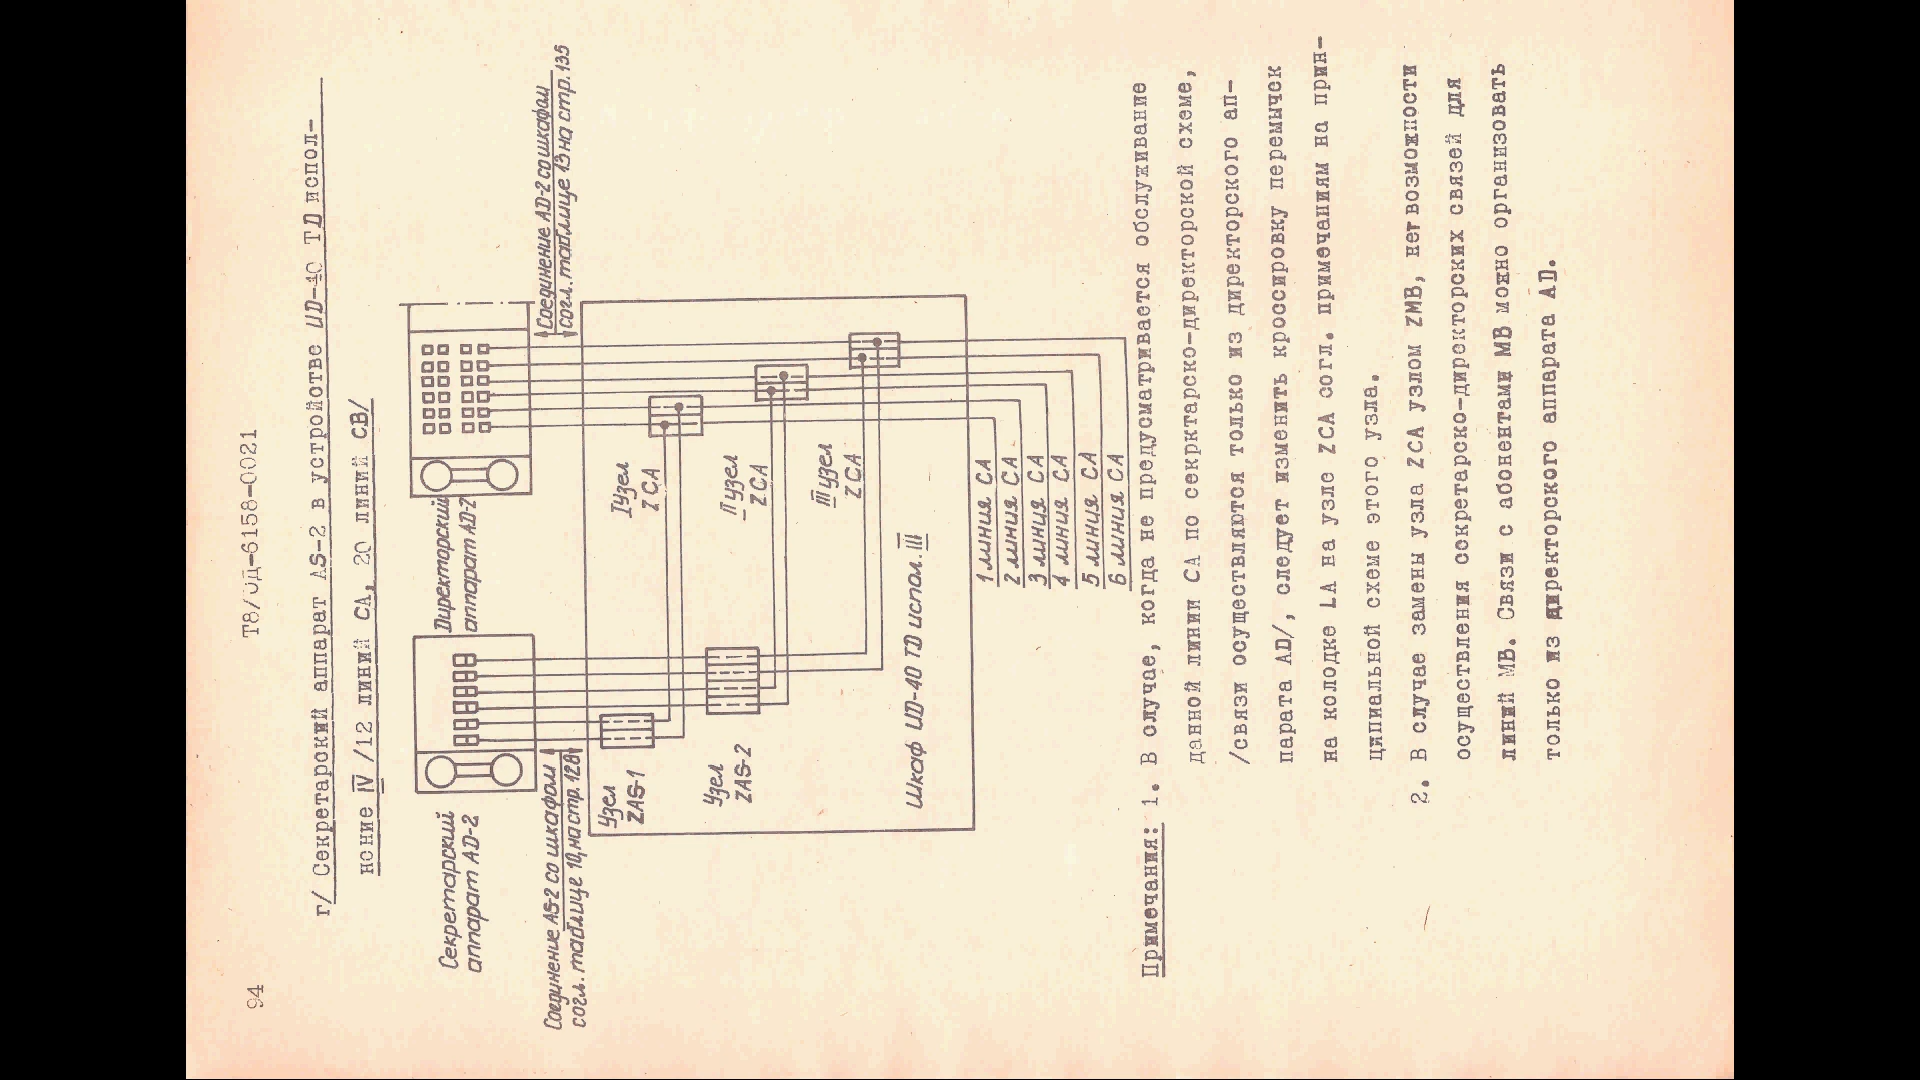 94
Т8/ОД-6158-0021
г/ Секретарский аппарат AS-2 в устройстве UD-40 TD испол-
нение IV /12 линий CA, 20 линий CB/
Секретарский
аппарат AD-2
Директорский
аппарат AD-2
Соединение AS-2 со шкафом
согл. таблице 10, на стр. 128
Соединение AD-2 со шкафом
согл. таблице 13 на стр. 135
Узел
ZAS-1
I узел
ZCA
Узел
ZAS-2
II узел
ZCA
III узел
ZCA
Шкаф UD-40 TD испол. III
1 линия CA
2 линия CA
3 линия CA
4 линия CA
5 линия CA
6 линия CA
Примечания: 1. В случае, когда не предусматривается обслуживание
данной линии CA по секрктарско-директорской схеме,
/связи осуществляются только из директорского ап-
парата AD/, следует изменить кроссировку перемычек
на колодке LA на узле ZCA согл. примечаниям на прин-
ципиальной схеме этого узла.
2. В случае замены узла ZCA узлом ZMB, нет возможности
осуществления секретарско-директорских связей для
линий MB. Связи с абонентами MB можно организовать
только из директорского аппарата AD.